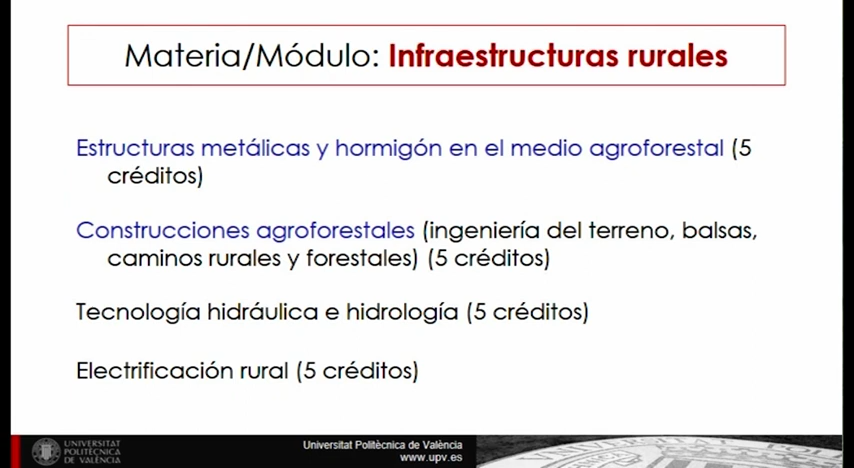 Materia/Módulo: Infraestructuras rurales
Estructuras metálicas y hormigón en el medio agroforestal (5
créditos)
Construcciones agroforestales (ingeniería del terreno, balsas,
caminos rurales y forestales) (5 créditos)
Tecnología hidráulica e hidrología (5 créditos)
Electrificación rural (5 créditos)
UNIVERSITAT
POLITÈCNICA
DE VALÈNCIA
Universitat Politècnica de València
www.upv.es